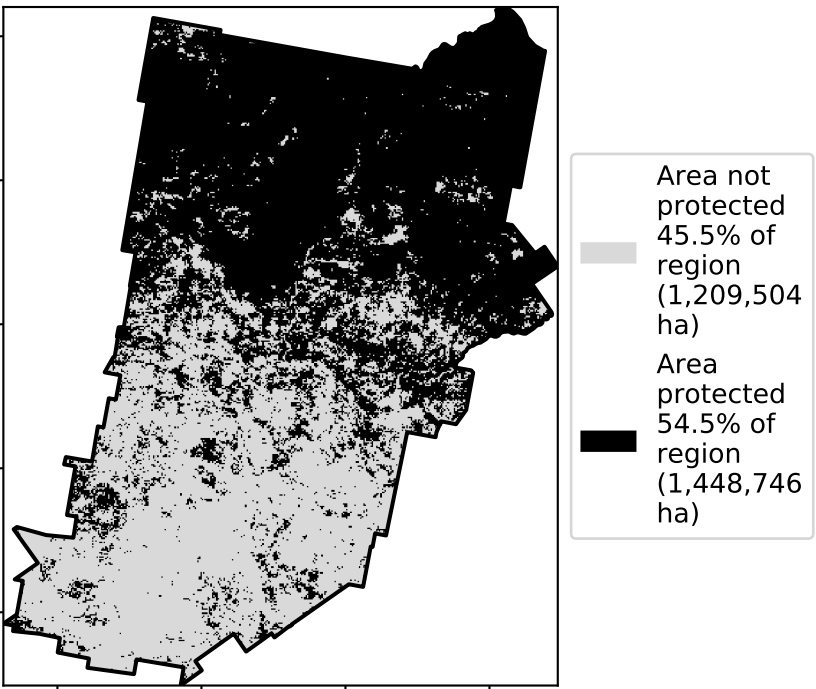 Area not
protected
45.5% of
region
(1,209,504
ha)
Area
protected
54.5% of
region
(1,448,746
ha)